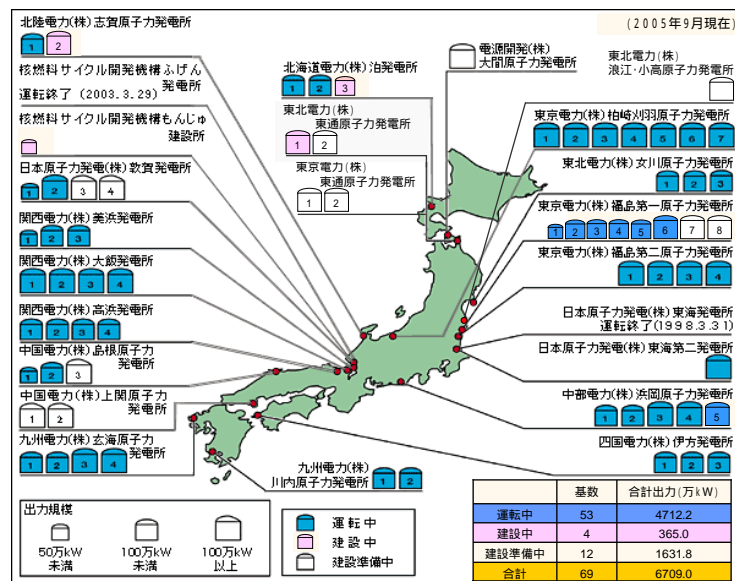 (2005年9月現在)
北陸電力(株)志賀原子力発電所
1 2
核燃料サイクル開発機構ふげん
発電所
運転終了(2003.3.29)
核燃料サイクル開発機構もんじゅ
建設所
日本原子力発電(株)敦賀発電所
1 2 3 4
関西電力(株)美浜発電所
1 2 3
関西電力(株)大飯発電所
1 2 3 4
関西電力(株)高浜発電所
1 2 3 4
中国電力(株)島根原子力
発電所
1 2 3
中国電力(株)上関原子力
発電所
1 2
九州電力(株)玄海原子力
発電所
1 2 3 4
北海道電力(株)泊発電所
1 2 3
東北電力(株)
東通原子力発電所
1 2
東京電力(株)
東通原子力発電所
1 2
電源開発(株)
大間原子力発電所
東北電力(株)
浪江・小高原子力発電所
東京電力(株)柏崎刈羽原子力発電所
1 2 3 4 5 6 7
東北電力(株)女川原子力発電所
1 2 3
東京電力(株)福島第一原子力発電所
1 2 3 4 5 6 7 8
東京電力(株)福島第二原子力発電所
1 2 3 4
日本原子力発電(株)東海発電所
運転終了(1998.3.31)
日本原子力発電(株)東海第二発電所
中部電力(株)浜岡原子力発電所
1 2 3 4 5
四国電力(株)伊方発電所
1 2 3
九州電力(株)
川内原子力発電所
1 2
出力規模
50万kW
未満
100万kW
未満
100万kW
以上
運転中
建設中
建設準備中
基数 合計出力(万kW)
運転中 53 4712.2
建設中 4 365.0
建設準備中 12 1631.8
合計 69 6709.0